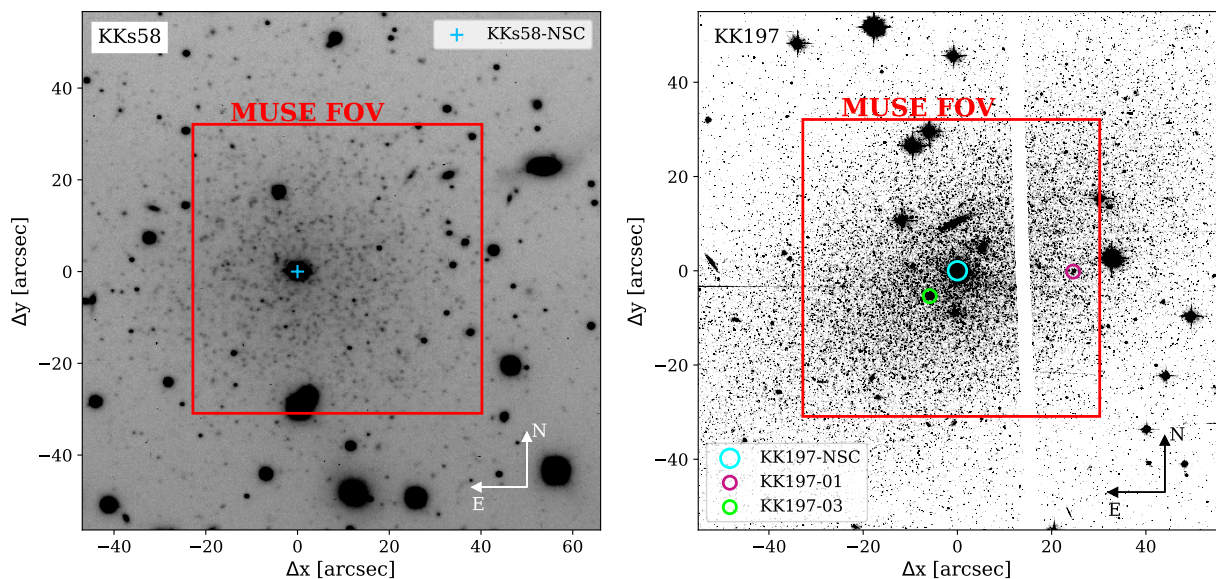 KKs58
KKs58-NSC
MUSE FOV
40
20
0
−20
−40
Δy [arcsec]
N
E
−40
−20
0
20
40
60
Δx [arcsec]
KK197
MUSE FOV
40
20
0
−20
−40
Δy [arcsec]
KK197-NSC
KK197-01
KK197-03
N
E
−40
−20
0
20
40
Δx [arcsec]